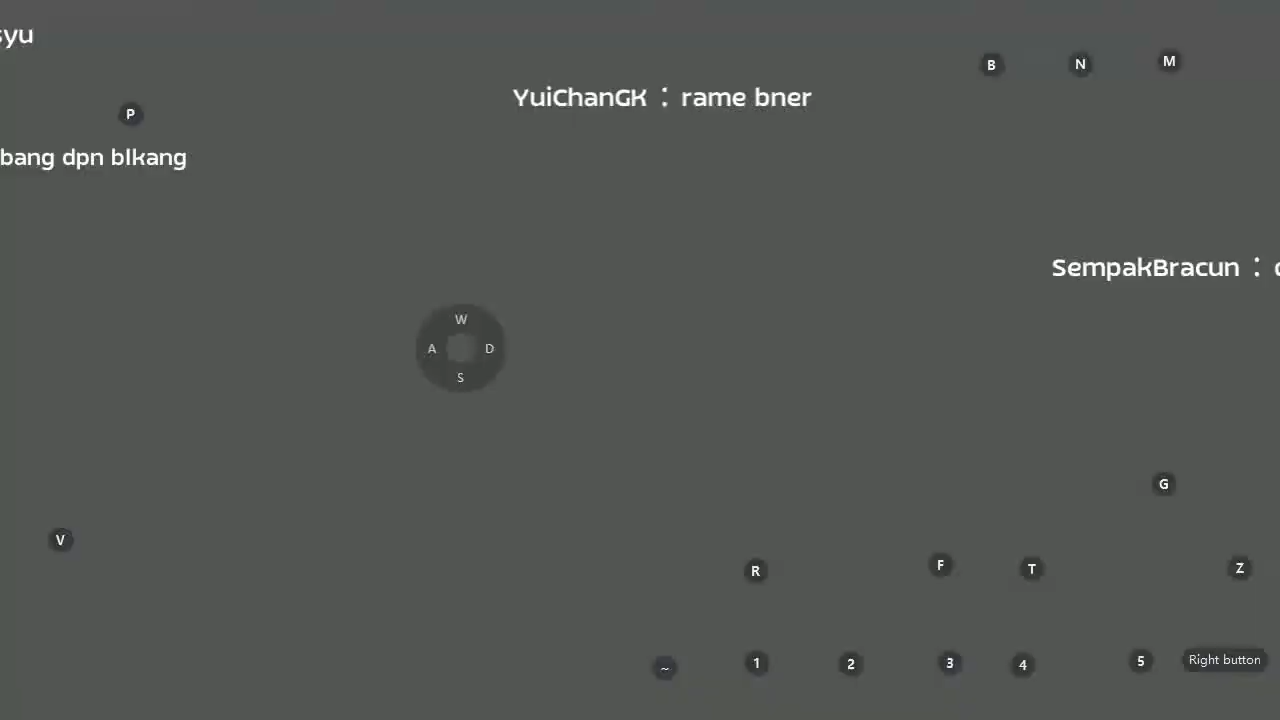 syu
B
N
M
YuiChanGK : rame bner
P
bang dpn blkang
SempakBracun :
W
A
D
S
G
V
R
F
T
Z
~
1
2
3
4
5
Right button